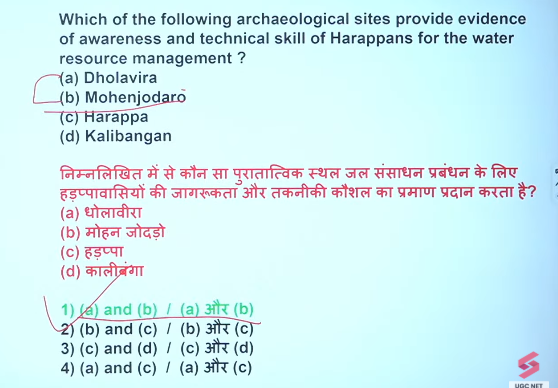 Which of the following archaeological sites provide evidence
of awareness and technical skill of Harappans for the water
resource management ?
(a) Dholavira
(b) Mohenjodaro
(c) Harappa
(d) Kalibangan
निम्नलिखित में से कौन सा पुरातात्विक स्थल जल संसाधन प्रबंधन के लिए
हड़प्पावासियों की जागरूकता और तकनीकी कौशल का प्रमाण प्रदान करता है?
(a) धोलावीरा
(b) मोहन जोदड़ो
(c) हड़प्पा
(d) कालीबंगा
1) (a) and (b) / (a) और (b)
2) (b) and (c) / (b) और (c)
3) (c) and (d) / (c) और (d)
4) (a) and (c) / (a) और (c)
UGC NET